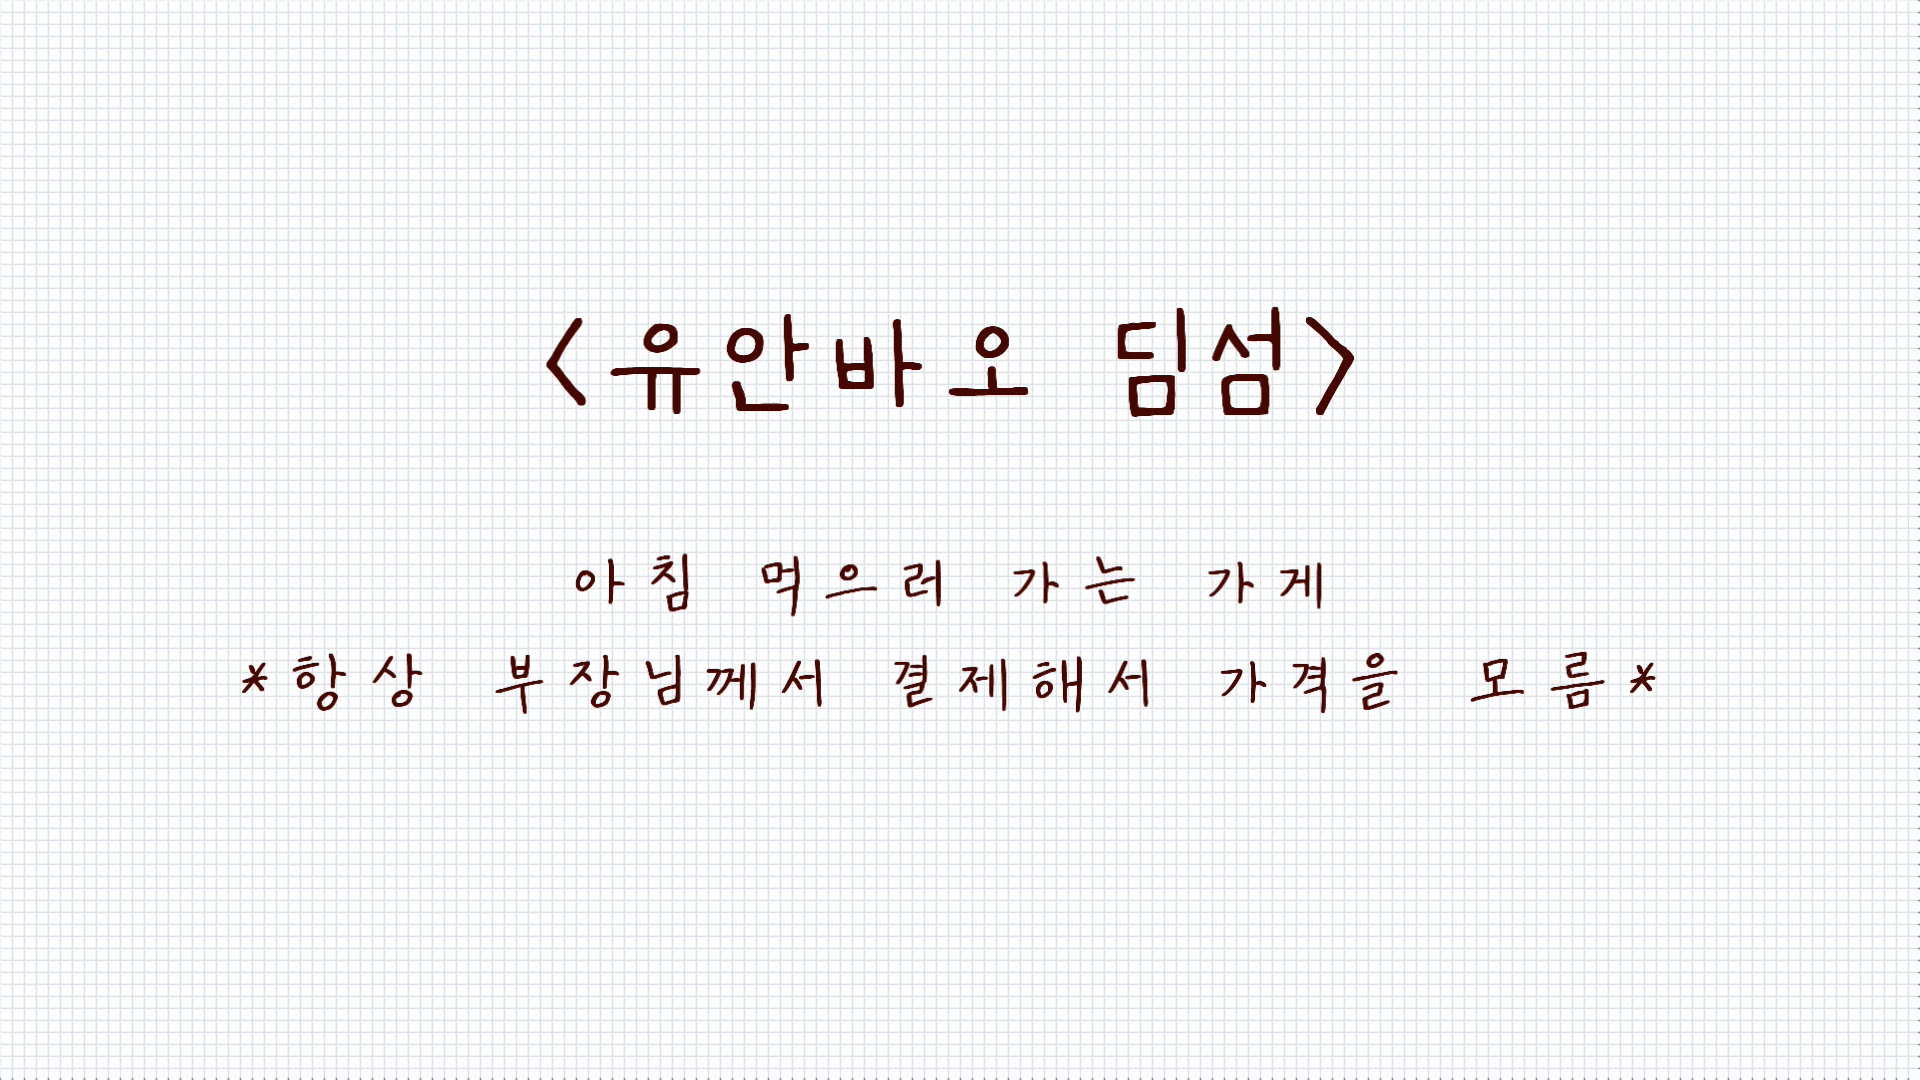 <유안바오 딤섬>
아침 먹으러 가는 가게
*항상 부장님께서 결제해서 가격을 모름*